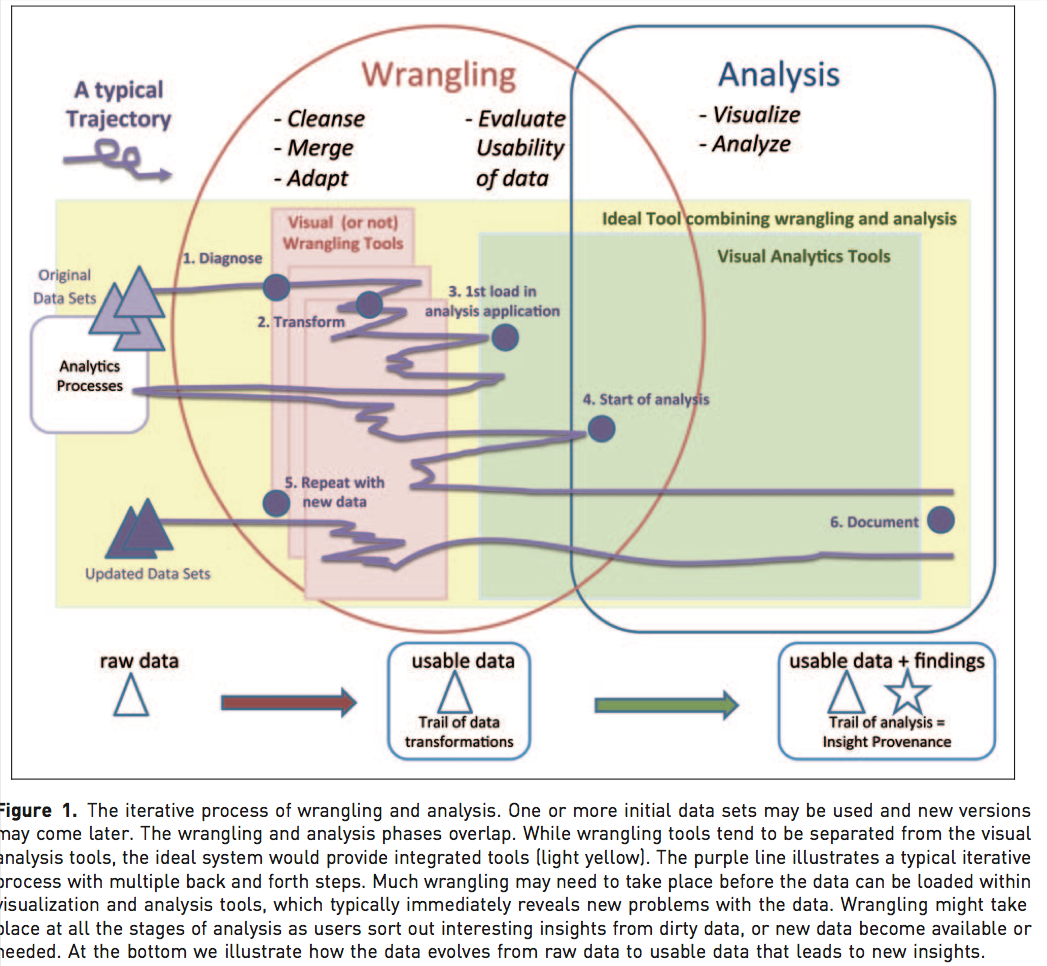 Wrangling
Analysis
A typical
Trajectory
- Cleanse
- Merge
- Adapt
- Evaluate
Usability
of data
- Visualize
- Analyze
Visual (or not)
Wrangling Tools
Ideal Tool combining wrangling and analysis
Visual Analytics Tools
Original
Data Sets
1. Diagnose
2. Transform
3. 1st load in
analysis application
Analytics
Processes
4. Start of analysis
5. Repeat with
new data
6. Document
Updated Data Sets
raw data
usable data
Trail of data
transformations
usable data + findings
Trail of analysis =
Insight Provenance
Figure 1. The iterative process of wrangling and analysis. One or more initial data sets may be used and new versions
may come later. The wrangling and analysis phases overlap. While wrangling tools tend to be separated from the visual
analysis tools, the ideal system would provide integrated tools (light yellow). The purple line illustrates a typical iterative
process with multiple back and forth steps. Much wrangling may need to take place before the data can be loaded within
visualization and analysis tools, which typically immediately reveals new problems with the data. Wrangling might take
place at all the stages of analysis as users sort out interesting insights from dirty data, or new data become available or
needed. At the bottom we illustrate how the data evolves from raw data to usable data that leads to new insights.